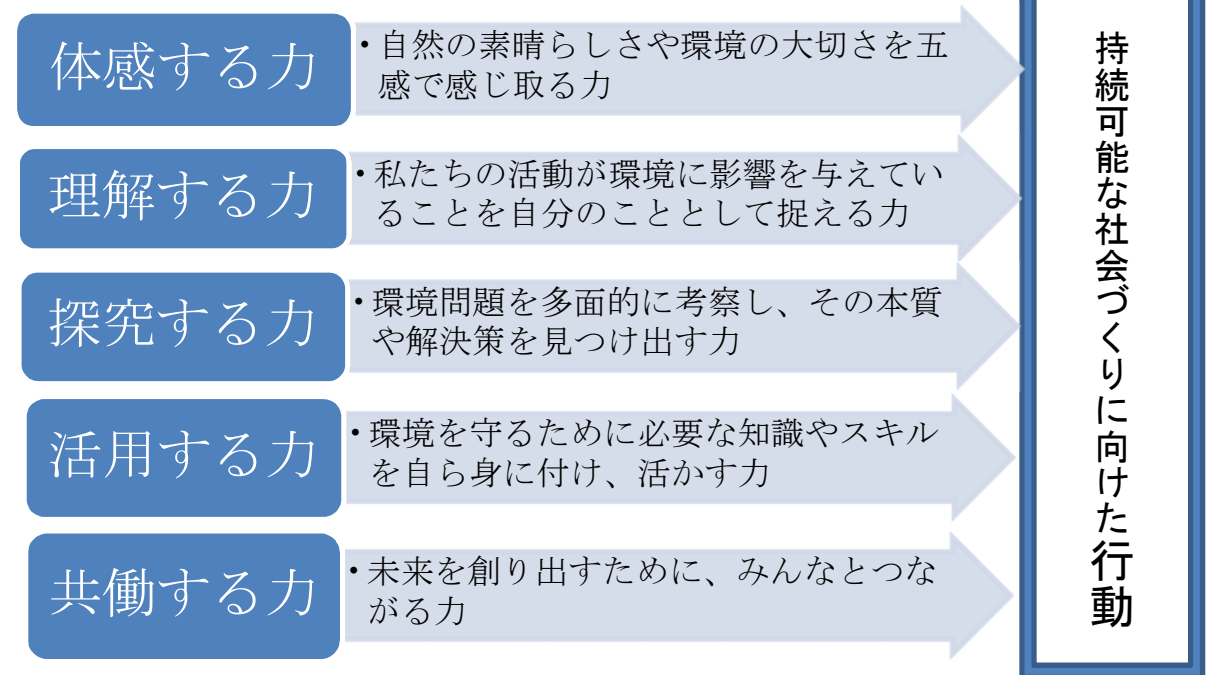 体感する力
・自然の素晴らしさや環境の大切さを五
感で感じ取る力
理解する力
・私たちの活動が環境に影響を与えてい
ることを自分のこととして捉える力
探究する力
・環境問題を多面的に考察し、その本質
や解決策を見つけ出す力
活用する力
・環境を守るために必要な知識やスキル
を自ら身に付け、活かす力
共働する力
・未来を創り出すために、みんなとつな
がる力
持続可能な社会づくりに向けた行動